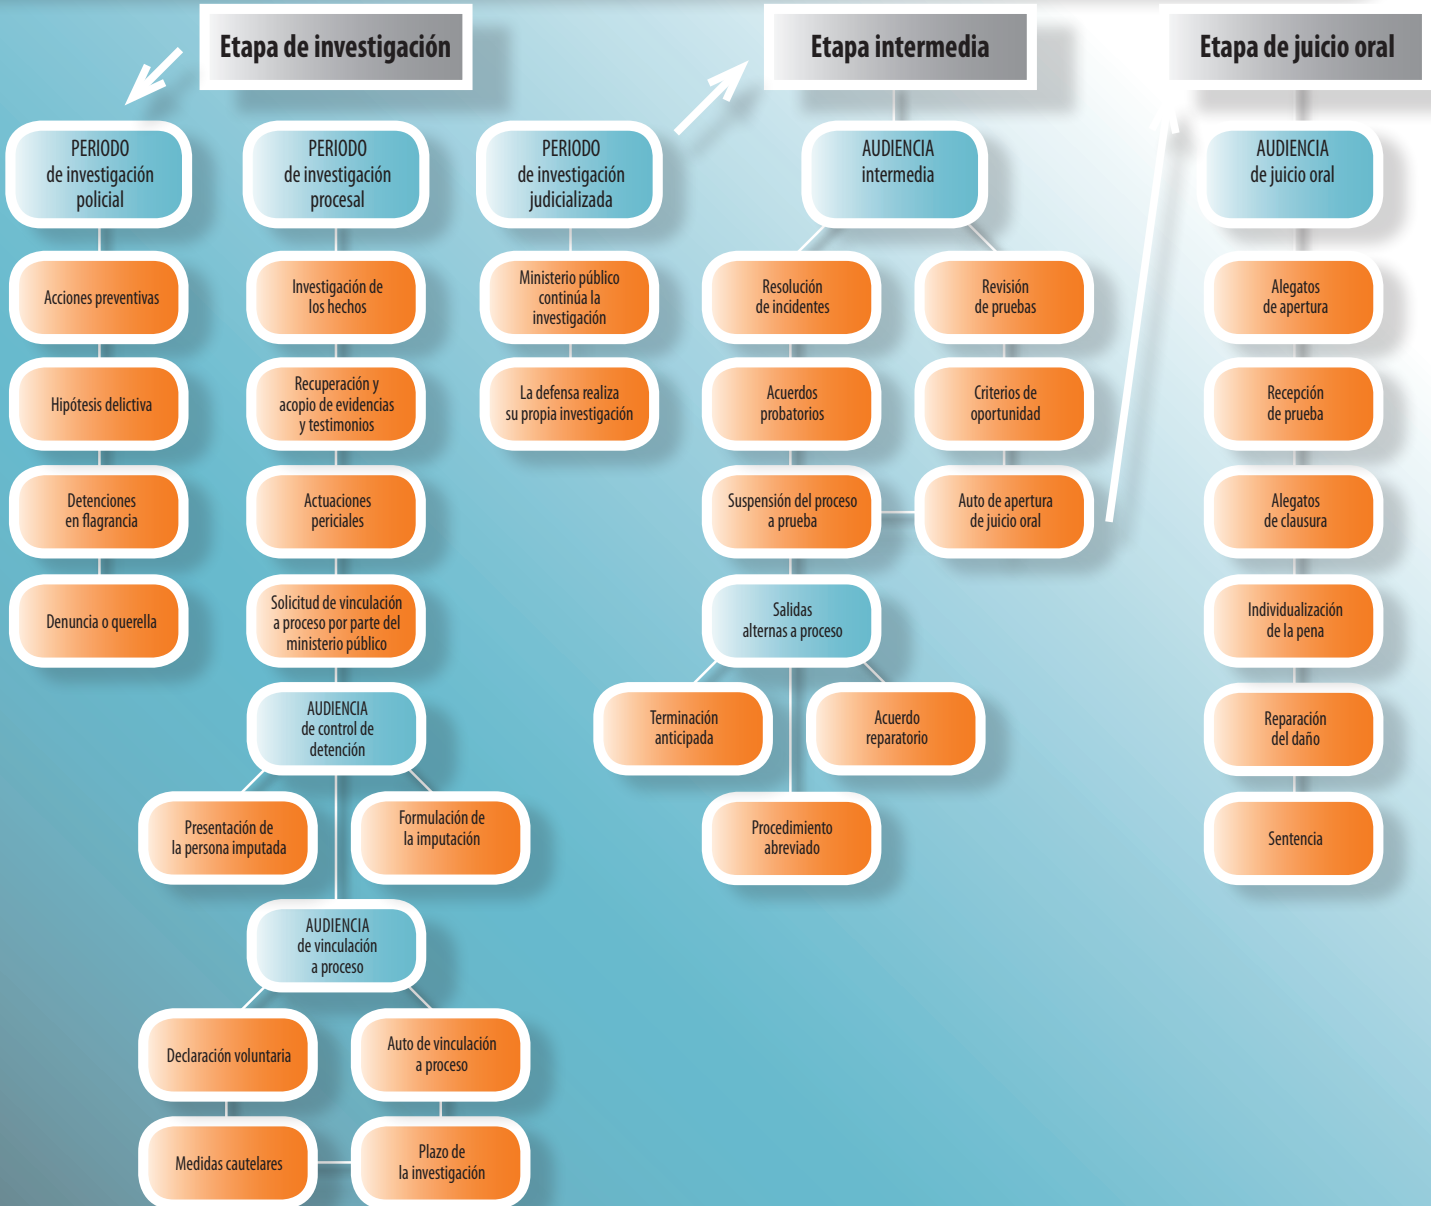 Etapa de investigación
Etapa intermedia
Etapa de juicio oral
PERIODO
de investigación
policial
Acciones preventivas
Hipótesis delictiva
Detenciones
en flagrancia
Denuncia o querella
PERIODO
de investigación
procesal
Investigación de
los hechos
Recuperación y
acopio de evidencias
y testimonios
Actuaciones
periciales
Solicitud de vinculación
a proceso por parte del
ministerio público
AUDIENCIA
de control de
detención
Presentación de
la persona imputada
Formulación de
la imputación
AUDIENCIA
de vinculación
a proceso
Declaración voluntaria
Auto de vinculación
a proceso
Medidas cautelares
Plazo de
la investigación
PERIODO
de investigación
judicializada
Ministerio público
continúa la
investigación
La defensa realiza
su propia investigación
AUDIENCIA
intermedia
Resolución
de incidentes
Acuerdos
probatorios
Suspensión del proceso
a prueba
Revisión
de pruebas
Criterios de
oportunidad
Auto de apertura
de juicio oral
Salidas
alternas a proceso
Terminación
anticipada
Acuerdo
reparatorio
Procedimiento
abreviado
AUDIENCIA
de juicio oral
Alegatos
de apertura
Recepción
de prueba
Alegatos
de clausura
Individualización
de la pena
Reparación
del daño
Sentencia